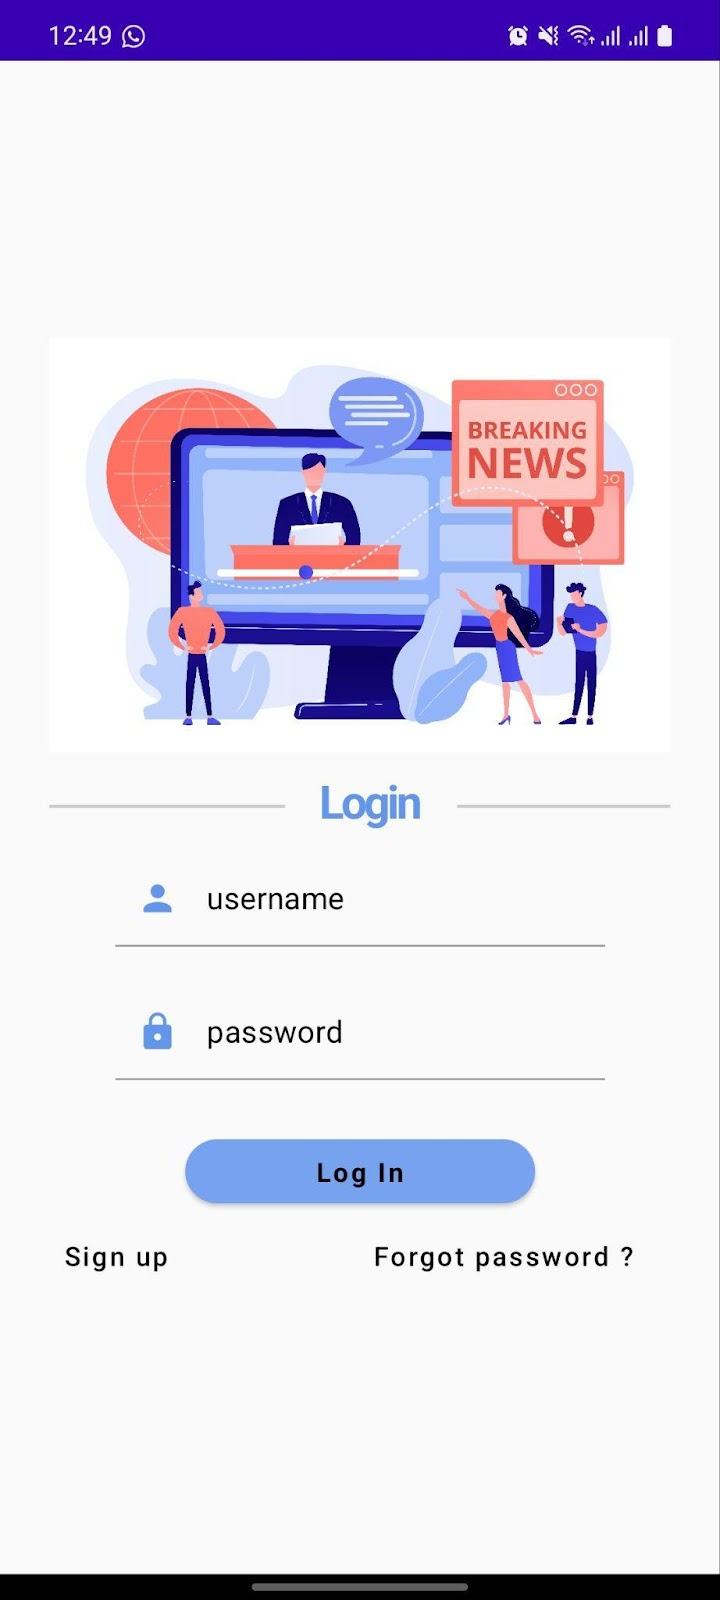 12:49
BREAKING
NEWS
Login
username
password
Log In
Sign up
Forgot password ?